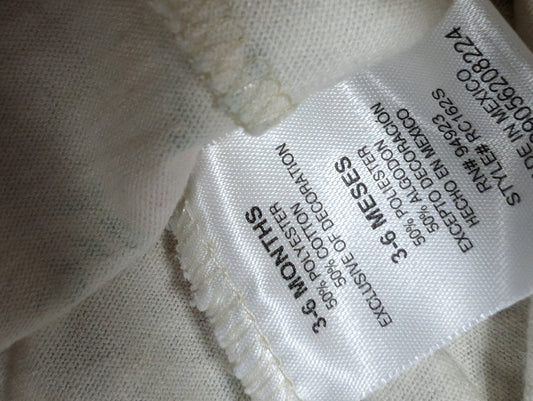 3-6 MONTHS
50% POLYESTER
50% COTTON
EXCLUSIVE OF DECORATION
3-6 MESES
50% POLIESTER
50% ALGODON
EXCEPTO DECORACION
HECHO EN MEXICO
RN# 94923
STYLE# RC162S
MADE IN MEXICO
59056208224